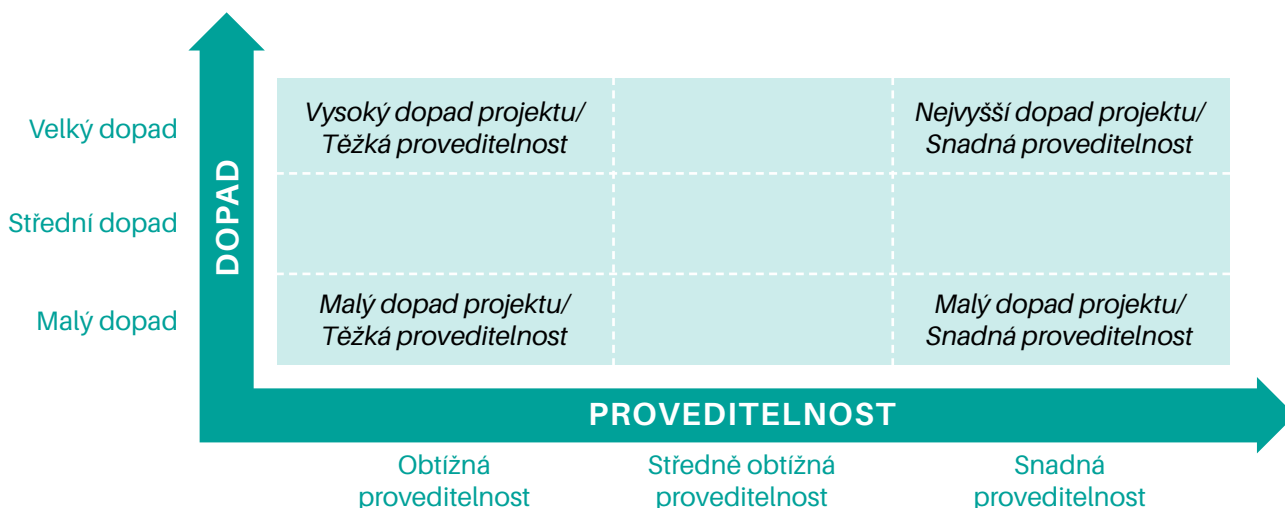 Velký dopad
Vysoký dopad projektu/
Těžká proveditelnost
Nejvyšší dopad projektu/
Snadná proveditelnost
DOPAD
Střední dopad
Malý dopad
Malý dopad projektu/
Těžká proveditelnost
Malý dopad projektu/
Snadná proveditelnost
PROVEDITELNOST
Obtížná
proveditelnost
Středně obtížná
proveditelnost
Snadná
proveditelnost